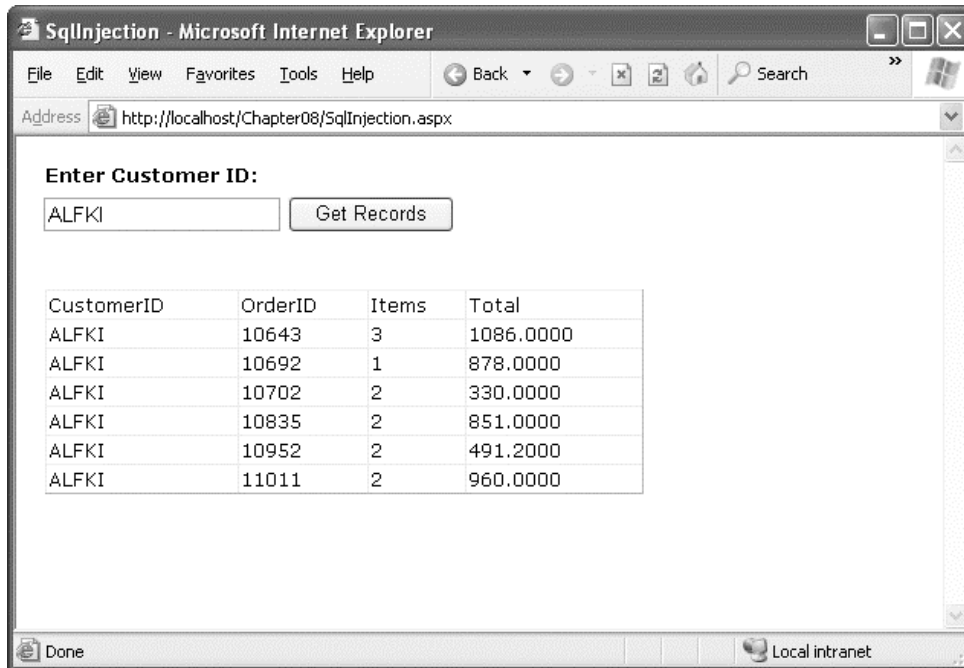 SqlInjection - Microsoft Internet Explorer
File Edit View Favorites Tools Help Back Search »
Address http://localhost/Chapter08/SqlInjection.aspx
Enter Customer ID:
ALFKI Get Records
CustomerID OrderID Items Total
ALFKI 10643 3 1086.0000
ALFKI 10692 1 878.0000
ALFKI 10702 2 330.0000
ALFKI 10835 2 851.0000
ALFKI 10952 2 491.2000
ALFKI 11011 2 960.0000
Done Local intranet